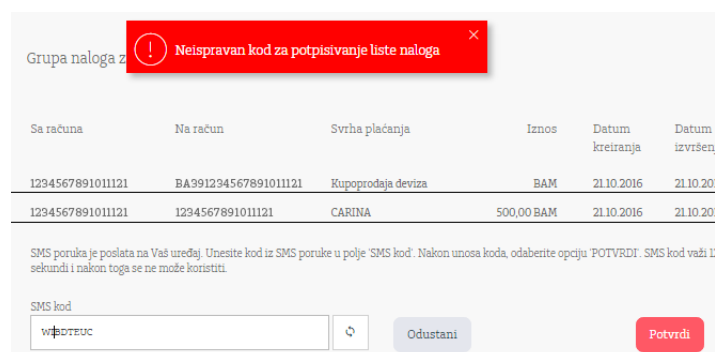 Neispravan kod za potpisivanje liste naloga
Grupa naloga z
Sa računa Na račun Svrha plaćanja Iznos Datum kreiranja Datum
1234567891011121 BA391234567891011121 Kupoprodaja deviza BAM 21.10.2016
1234567891011121 1234567891011121 CARINA 500,00 BAM 21.10.2016
SMS poruka je poslata na Vaš uređaj. Unesite kod iz SMS poruke u polje 'SMS kod'. Nakon unosa koda, odaberite opciju 'POTVRDI'. SMS kod važi
sekundi i nakon toga se ne može koristiti.
SMS kod
Odustani Potvrdi